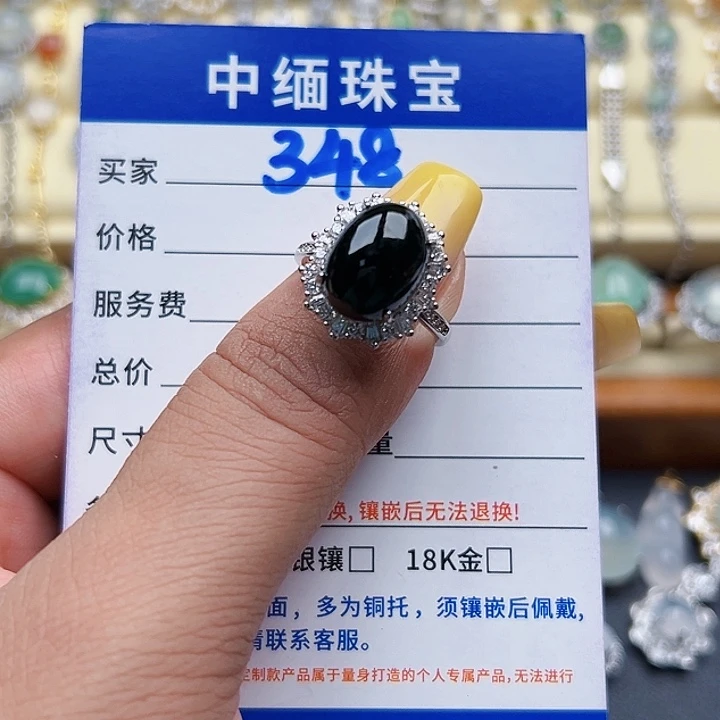 中缅珠宝
买家 348
价格
服务费
总价
尺寸 量
换, 镶嵌后无法退换!
银镶□ 18K金□
面，多为铜托，须镶嵌后佩戴,
请联系客服。
定制款产品属于量身打造的个人专属产品,无法进行